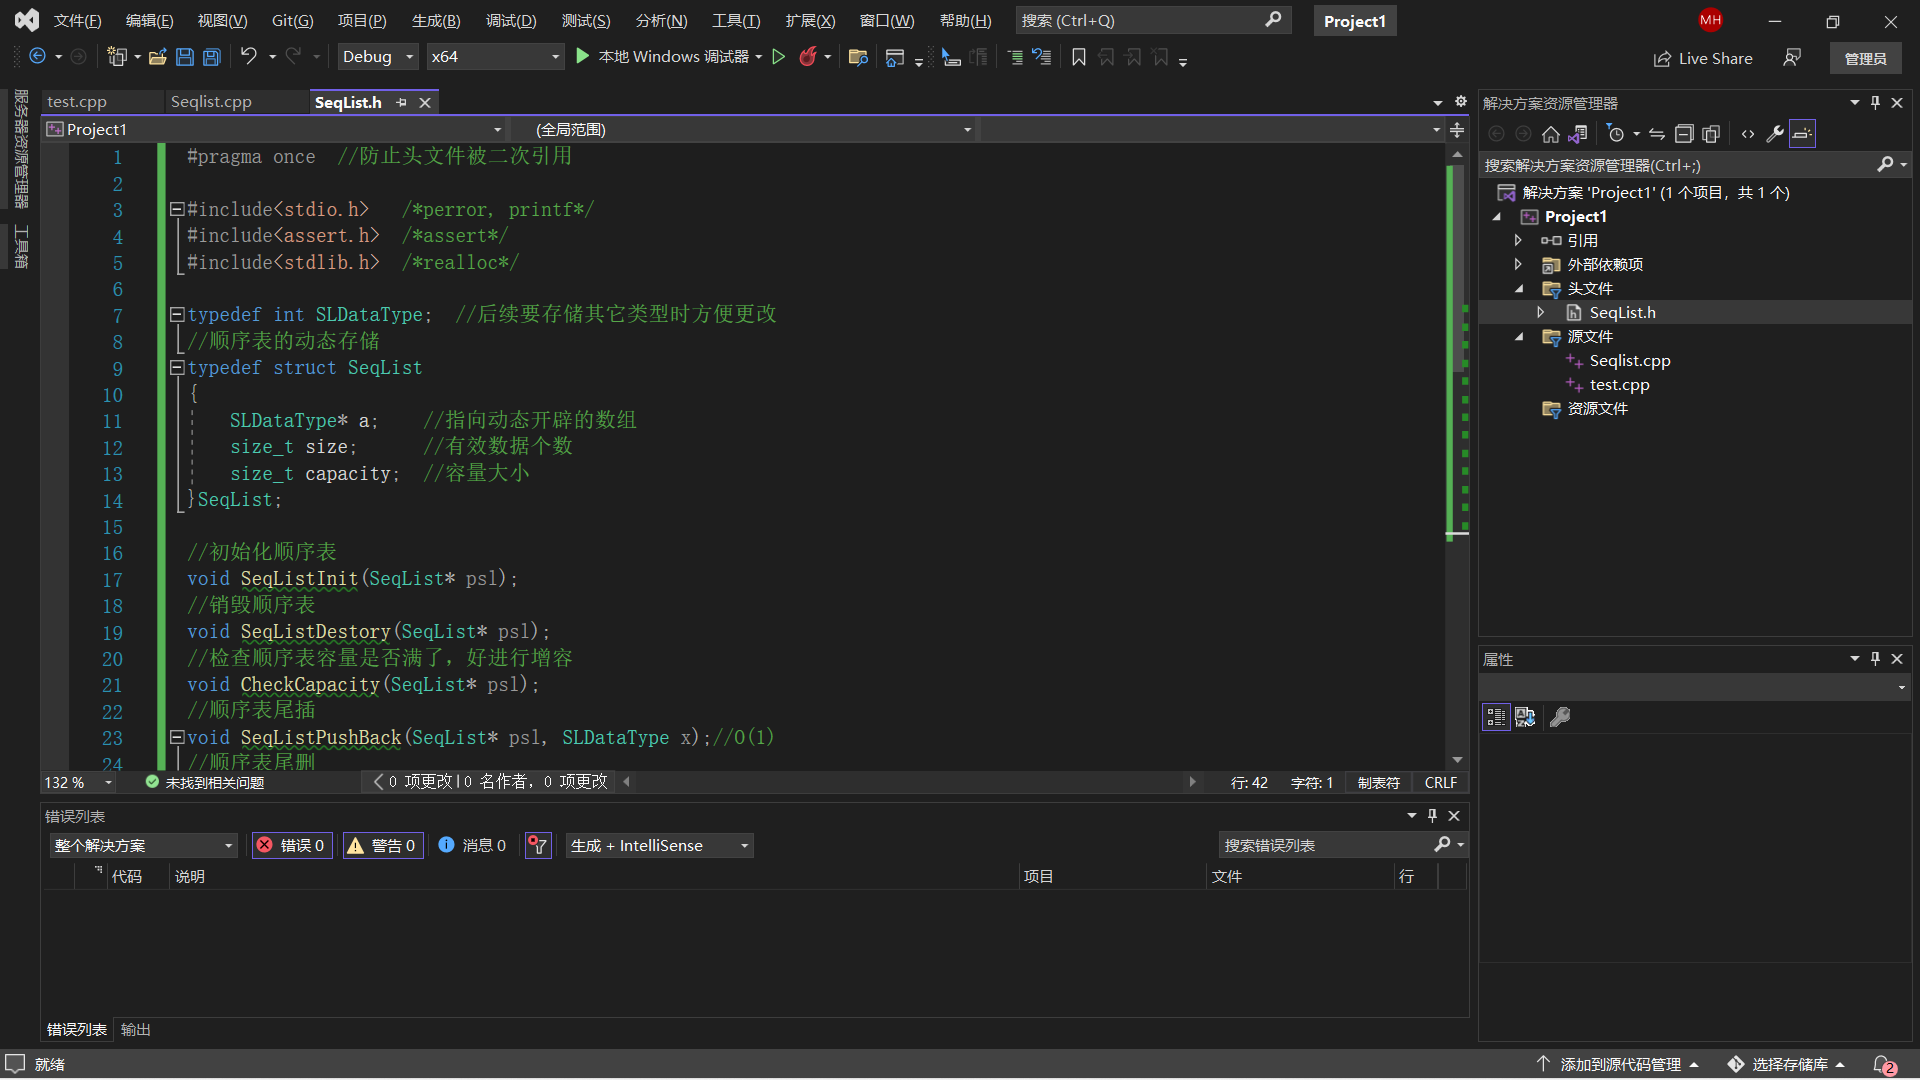 文件(F) 编辑(E) 视图(V) Git(G) 项目(P) 生成(B) 调试(D) 测试(S) 分析(N) 工具(T) 扩展(X) 窗口(W) 帮助(H) 搜索 (Ctrl+Q) Project1 MH
Debug x64 本地 Windows 调试器 Live Share 管理员
服务器资源管理器
工具箱
test.cpp Seqlist.cpp SeqList.h
Project1 (全局范围)
1 #pragma once  //防止头文件被二次引用
2
3 #include<stdio.h>   /*perror, printf*/
4 #include<assert.h>  /*assert*/
5 #include<stdlib.h>  /*realloc*/
6
7 typedef int SLDataType;  //后续要存储其它类型时方便更改
8 //顺序表的动态存储
9 typedef struct SeqList
10 {
11     SLDataType* a;    //指向动态开辟的数组
12     size_t size;      //有效数据个数
13     size_t capacity;  //容量大小
14 }SeqList;
15
16 //初始化顺序表
17 void SeqListInit(SeqList* psl);
18 //销毁顺序表
19 void SeqListDestory(SeqList* psl);
20 //检查顺序表容量是否满了, 好进行增容
21 void CheckCapacity(SeqList* psl);
22 //顺序表尾插
23 void SeqListPushBack(SeqList* psl, SLDataType x);//O(1)
24 //顺序表尾删
132 % 未找到相关问题 0 项更改|0 名作者，0 项更改 行: 42 字符: 1 制表符 CRLF
错误列表
整个解决方案 错误 0 警告 0 消息 0 生成 + IntelliSense 搜索错误列表
代码 说明 项目 文件 行
错误列表 输出
解决方案资源管理器
搜索解决方案资源管理器(Ctrl+;)
解决方案 'Project1' (1 个项目，共 1 个)
Project1
引用
外部依赖项
头文件
SeqList.h
源文件
Seqlist.cpp
test.cpp
资源文件
属性
就绪 添加到源代码管理 选择存储库 2